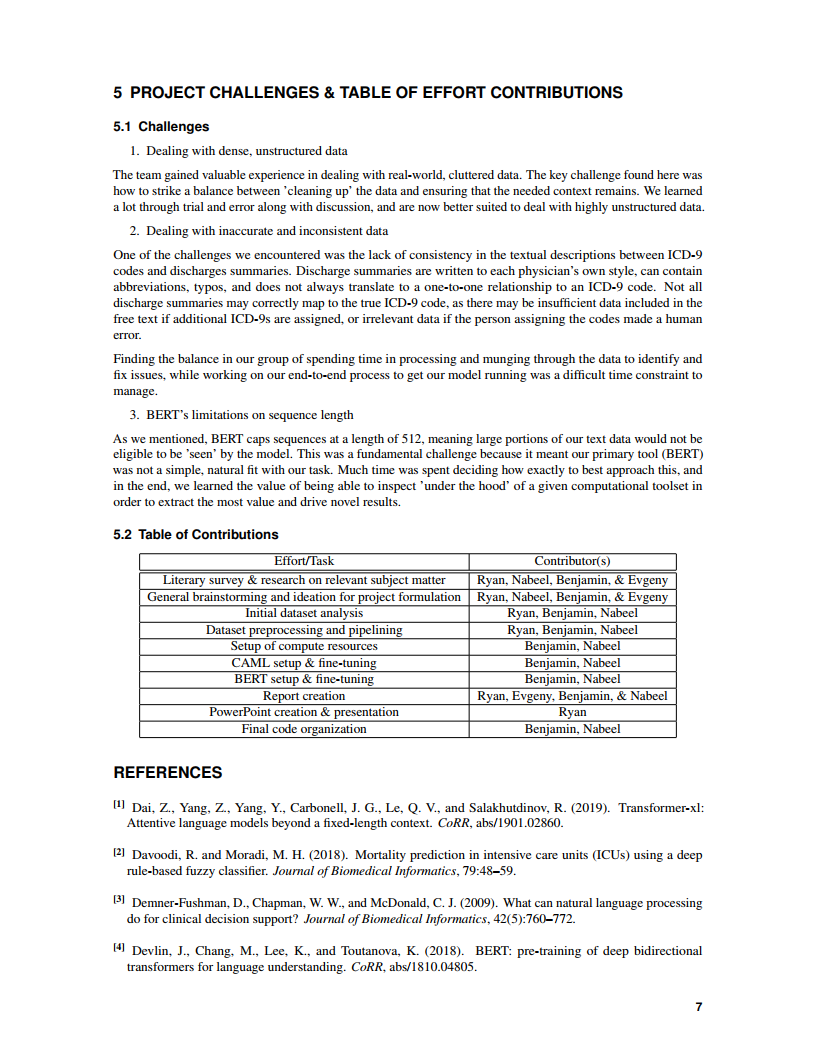 5 PROJECT CHALLENGES & TABLE OF EFFORT CONTRIBUTIONS
5.1 Challenges
1. Dealing with dense, unstructured data
The team gained valuable experience in dealing with real-world, cluttered data. The key challenge found here was
how to strike a balance between 'cleaning up' the data and ensuring that the needed context remains. We learned
a lot through trial and error along with discussion, and are now better suited to deal with highly unstructured data.
2. Dealing with inaccurate and inconsistent data
One of the challenges we encountered was the lack of consistency in the textual descriptions between ICD-9
codes and discharges summaries. Discharge summaries are written to each physician's own style, can contain
abbreviations, typos, and does not always translate to a one-to-one relationship to an ICD-9 code. Not all
discharge summaries may correctly map to the true ICD-9 code, as there may be insufficient data included in the
free text if additional ICD-9s are assigned, or irrelevant data if the person assigning the codes made a human
error.
Finding the balance in our group of spending time in processing and munging through the data to identify and
fix issues, while working on our end-to-end process to get our model running was a difficult time constraint to
manage.
3. BERT's limitations on sequence length
As we mentioned, BERT caps sequences at a length of 512, meaning large portions of our text data would not be
eligible to be 'seen' by the model. This was a fundamental challenge because it meant our primary tool (BERT)
was not a simple, natural fit with our task. Much time was spent deciding how exactly to best approach this, and
in the end, we learned the value of being able to inspect 'under the hood' of a given computational toolset in
order to extract the most value and drive novel results.
5.2 Table of Contributions
Effort/Task Contributor(s)
Literary survey & research on relevant subject matter Ryan, Nabeel, Benjamin, & Evgeny
General brainstorming and ideation for project formulation Ryan, Nabeel, Benjamin, & Evgeny
Initial dataset analysis Ryan, Benjamin, Nabeel
Dataset preprocessing and pipelining Ryan, Benjamin, Nabeel
Setup of compute resources Benjamin, Nabeel
CAML setup & fine-tuning Benjamin, Nabeel
BERT setup & fine-tuning Benjamin, Nabeel
Report creation Ryan, Evgeny, Benjamin, & Nabeel
PowerPoint creation & presentation Ryan
Final code organization Benjamin, Nabeel
REFERENCES
[1] Dai, Z., Yang, Z., Yang, Y., Carbonell, J. G., Le, Q. V., and Salakhutdinov, R. (2019). Transformer-xl:
Attentive language models beyond a fixed-length context. CoRR, abs/1901.02860.
[2] Davoodi, R. and Moradi, M. H. (2018). Mortality prediction in intensive care units (ICUs) using a deep
rule-based fuzzy classifier. Journal of Biomedical Informatics, 79:48–59.
[3] Demner-Fushman, D., Chapman, W. W., and McDonald, C. J. (2009). What can natural language processing
do for clinical decision support? Journal of Biomedical Informatics, 42(5):760–772.
[4] Devlin, J., Chang, M., Lee, K., and Toutanova, K. (2018). BERT: pre-training of deep bidirectional
transformers for language understanding. CoRR, abs/1810.04805.
7